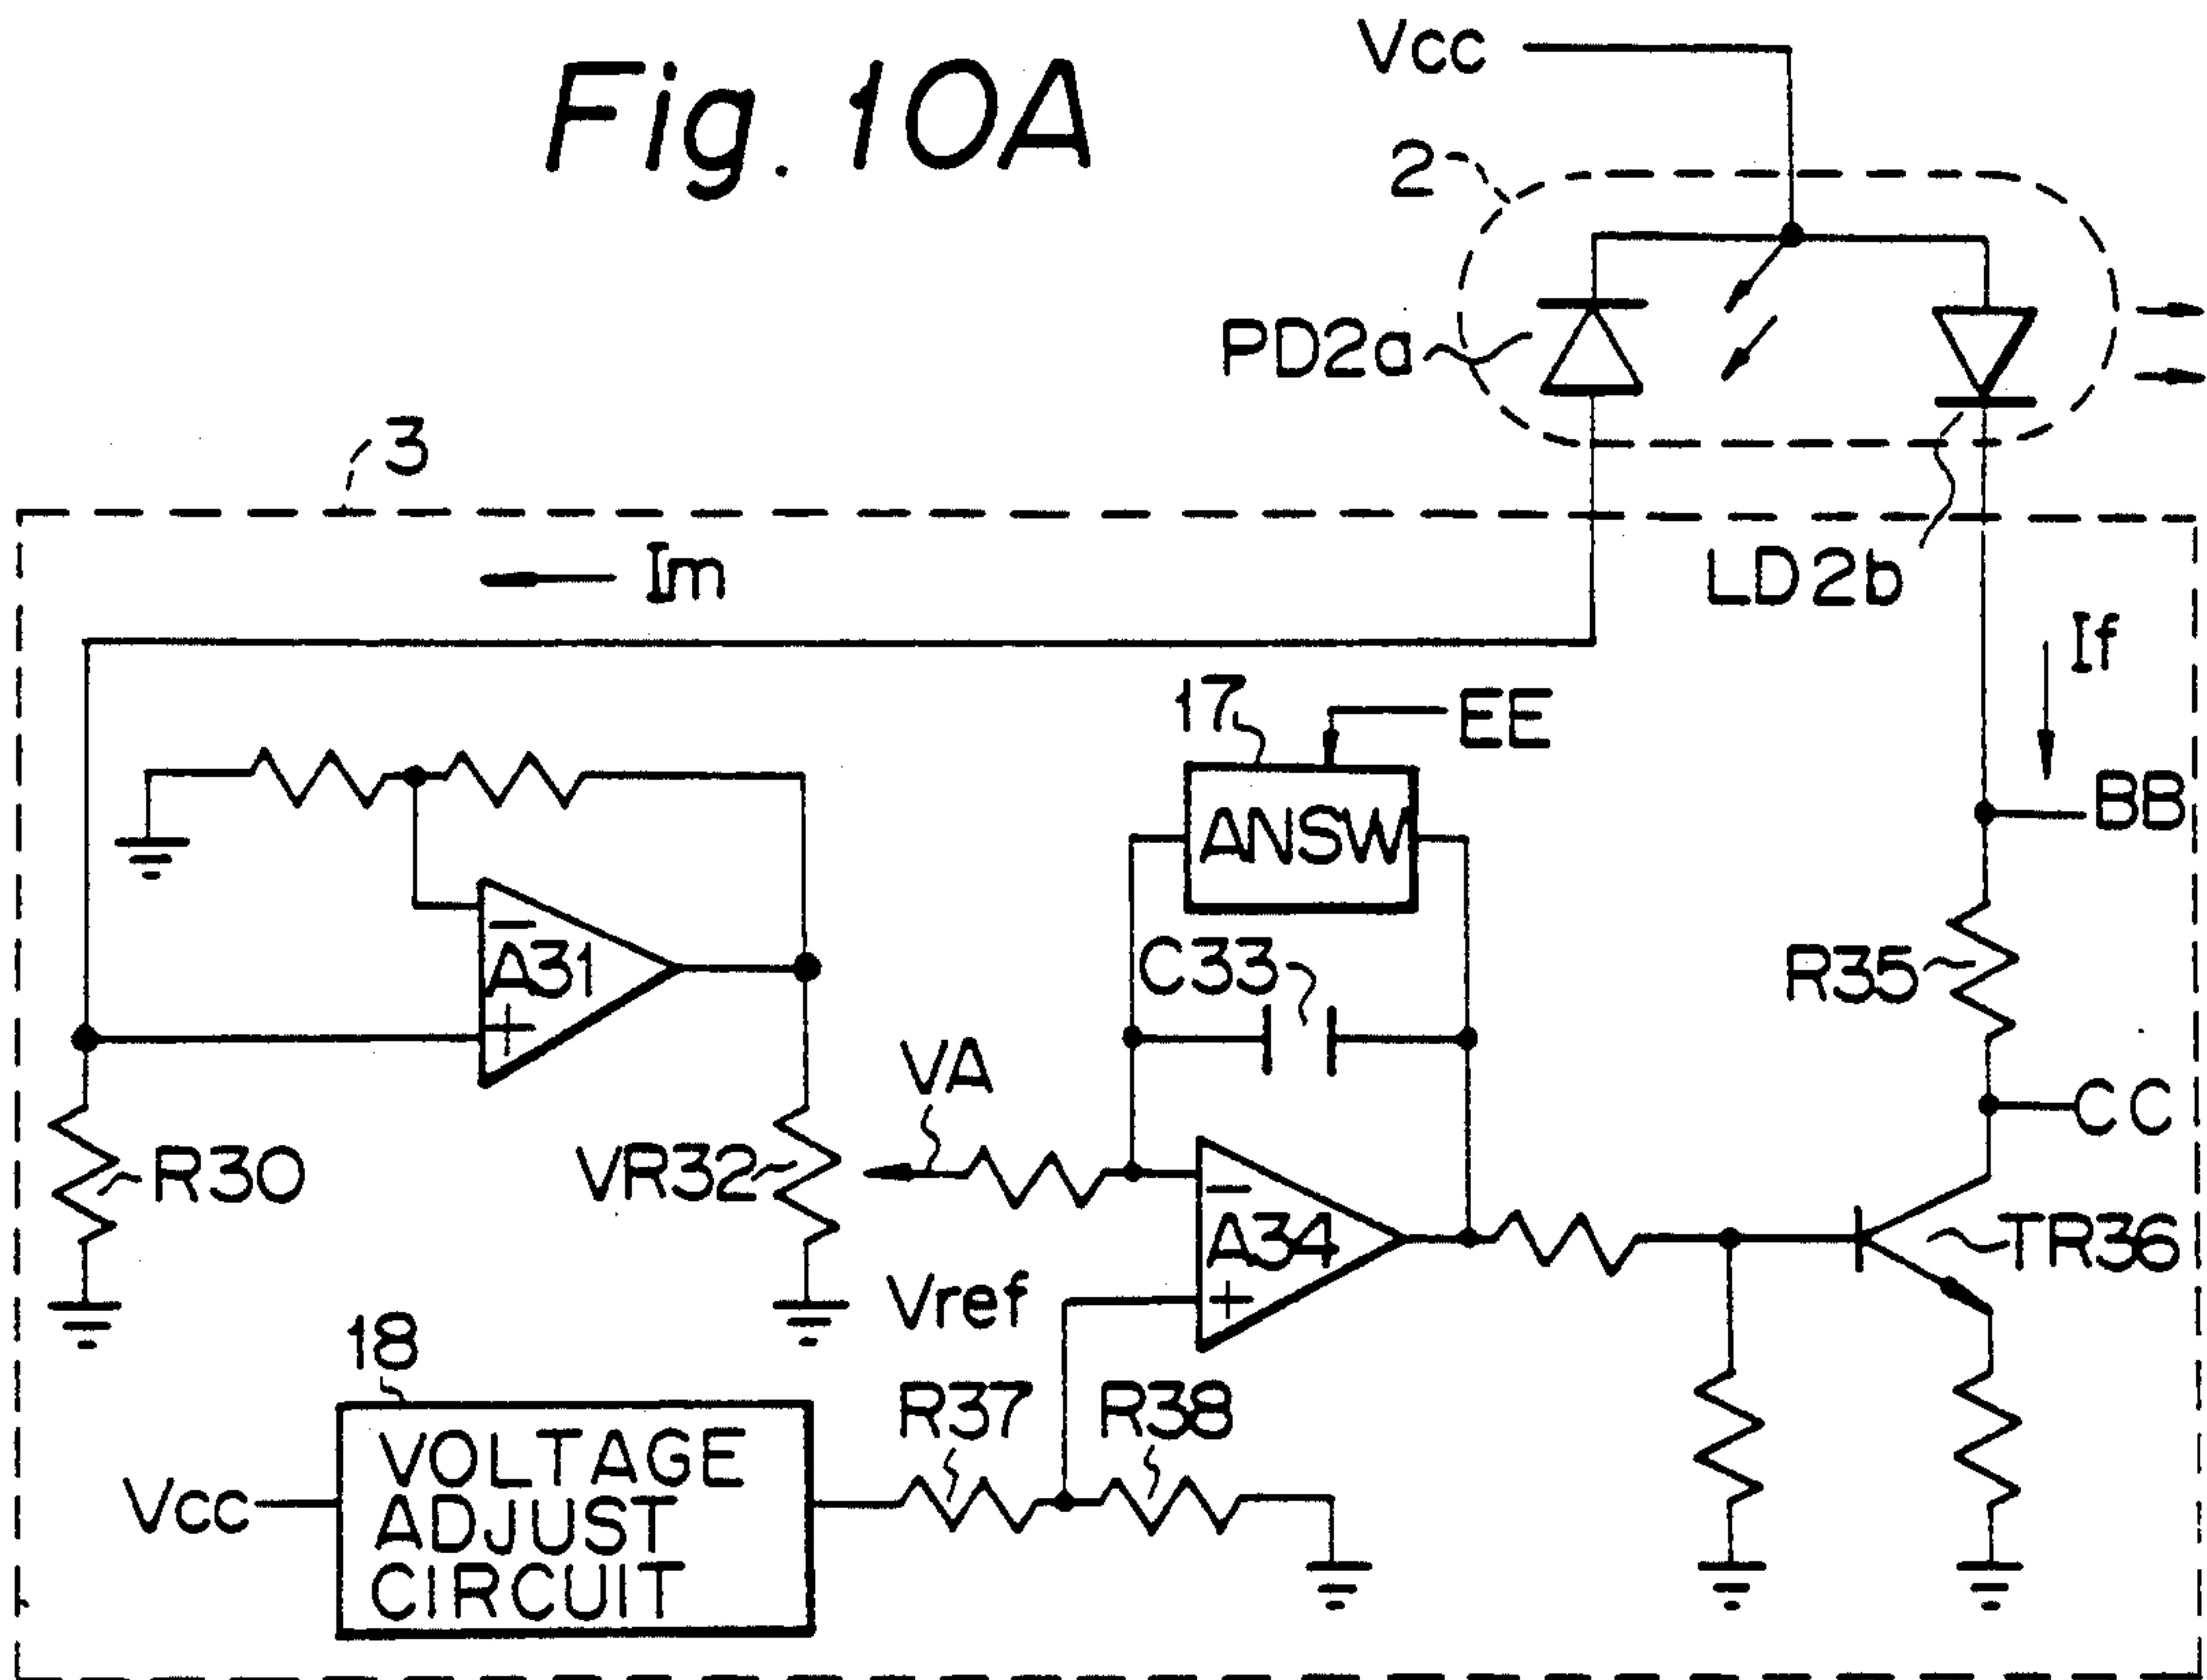 Fig. 10A
Vcc
2
PD2a
3
Im
LD2b
If
17
EE
ANSW
BB
A31
C33
R35
VA
CC
R30
VR32
A34
TR36
Vref
18
R37
R38
Vcc
VOLTAGE
ADJUST
CIRCUIT